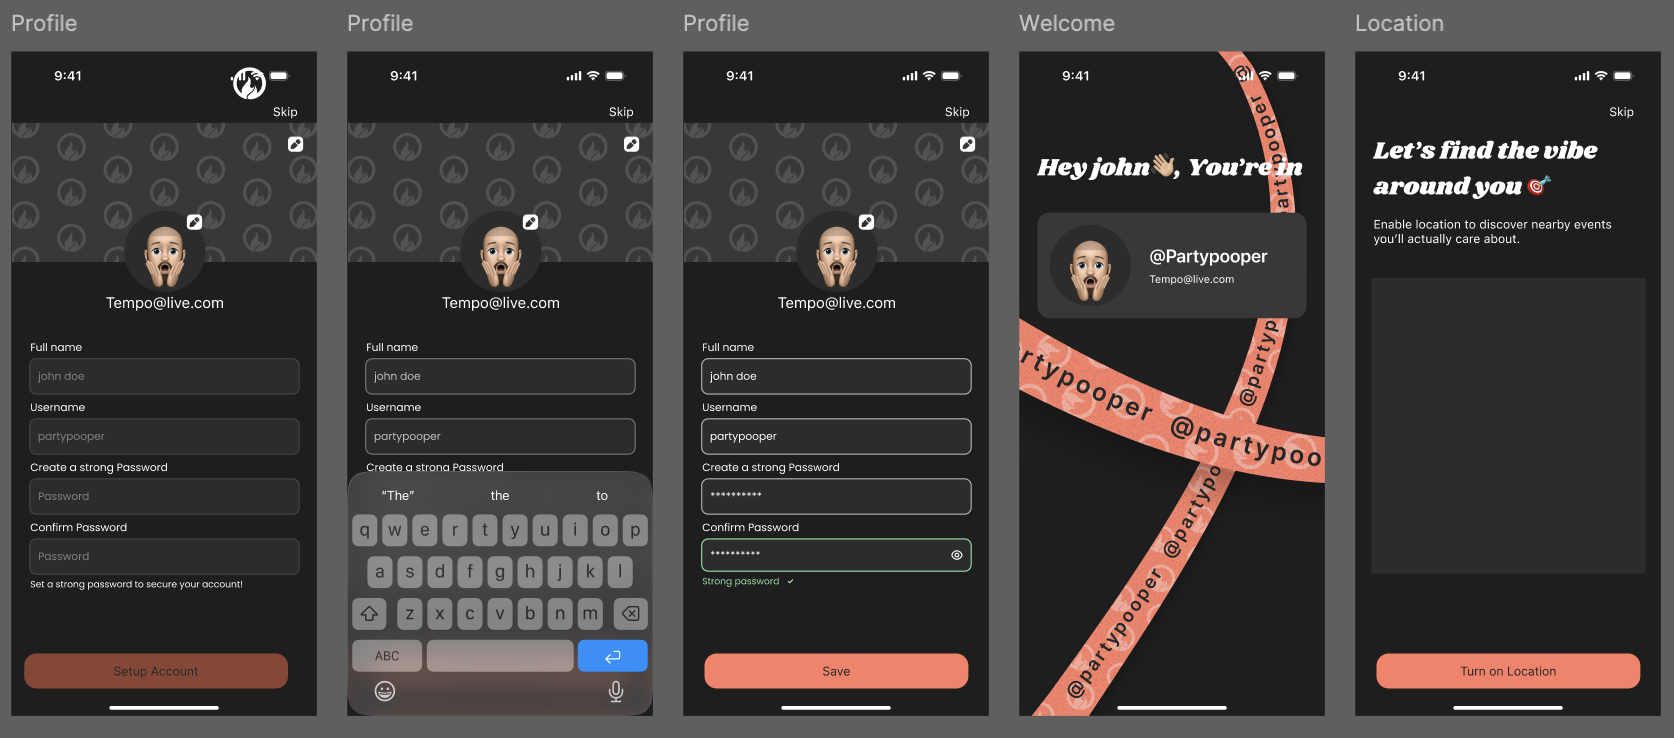 Profile
9:41
Skip
Tempo@live.com
Full name
john doe
Username
partypooper
Create a strong Password
Password
Confirm Password
Password
Set a strong password to secure your account!
Setup Account
Profile
9:41
Skip
Tempo@live.com
Full name
john doe
Username
partypooper
Create a strong Password
“The” the to
q w e r t y u i o p
a s d f g h j k l
z x c v b n m
ABC
Profile
9:41
Skip
Tempo@live.com
Full name
john doe
Username
partypooper
Create a strong Password
**********
Confirm Password
**********
Strong password
Save
Welcome
9:41
@partypooper
Hey john👋🏼, You’re in
@Partypooper
Tempo@live.com
rtypooper @partypoo
@partypooper @partypo
@partyp
Location
9:41
Skip
Let’s find the vibe
around you🎯
Enable location to discover nearby events
you’ll actually care about.
Turn on Location